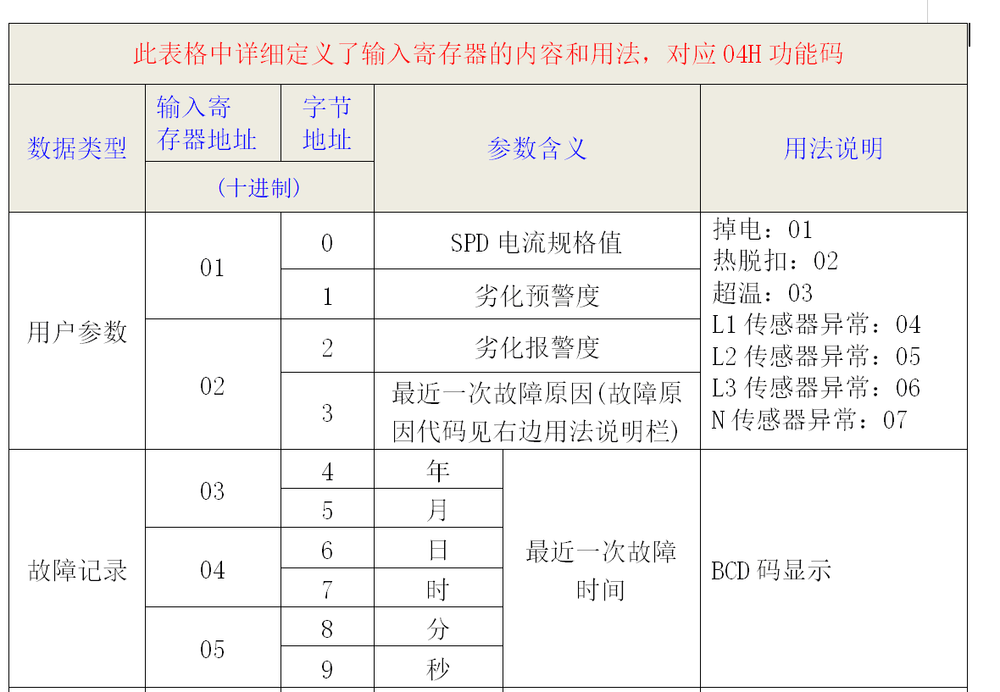 此表格中详细定义了输入寄存器的内容和用法，对应 04H 功能码
数据类型
输入寄
存器地址
字节
地址
(十进制)
参数含义
用法说明
用户参数
01
0
SPD 电流规格值
1
劣化预警度
02
2
劣化报警度
3
最近一次故障原因(故障原
因代码见右边用法说明栏)
掉电：01
热脱扣：02
超温：03
L1 传感器异常：04
L2 传感器异常：05
L3 传感器异常：06
N 传感器异常：07
故障记录
03
4
年
5
月
04
6
日
7
时
05
8
分
9
秒
最近一次故障
时间
BCD 码显示